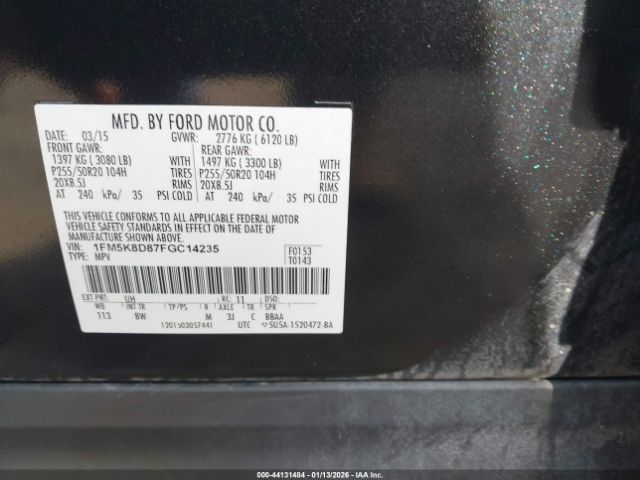 MFD. BY FORD MOTOR CO.
DATE: 03/15 GVWR: 2776 KG ( 6120 LB)
FRONT GAWR: REAR GAWR:
1397 KG ( 3080 LB) WITH 1497 KG ( 3300 LB) WITH
P255/50R20 104H TIRES P255/50R20 104H TIRES
20X8.5J RIMS 20X8.5J RIMS
AT 240 kPa/ 35 PSI COLD AT 240 kPa/ 35 PSI COLD
THIS VEHICLE CONFORMS TO ALL APPLICABLE FEDERAL MOTOR
VEHICLE SAFETY STANDARDS IN EFFECT ON THE DATE OF
MANUFACTURE SHOWN ABOVE.
VIN: 1FM5K8D87FGC14235 F0153
TYPE: MPV T0143
EXT PNT: UH RC: 11 DSO:
WB INT TR TP/PS R AXLE TR
113 BW M 3J C BBAA
1201503057441 UTC ▽5U5A-1520472-BA
000-44131484 | 01/13/2026 | IAA Inc.